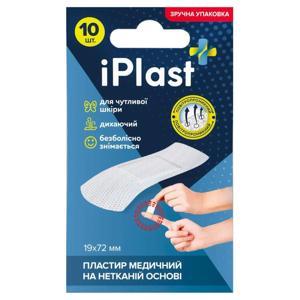 ЗРУЧНА УПАКОВКА
10
шт.
iPlast
для чутливої
шкіри
дихаючий
безболісно
знімається
19x72 мм
ПЛАСТИР МЕДИЧНИЙ
НА НЕТКАНІЙ ОСНОВІ